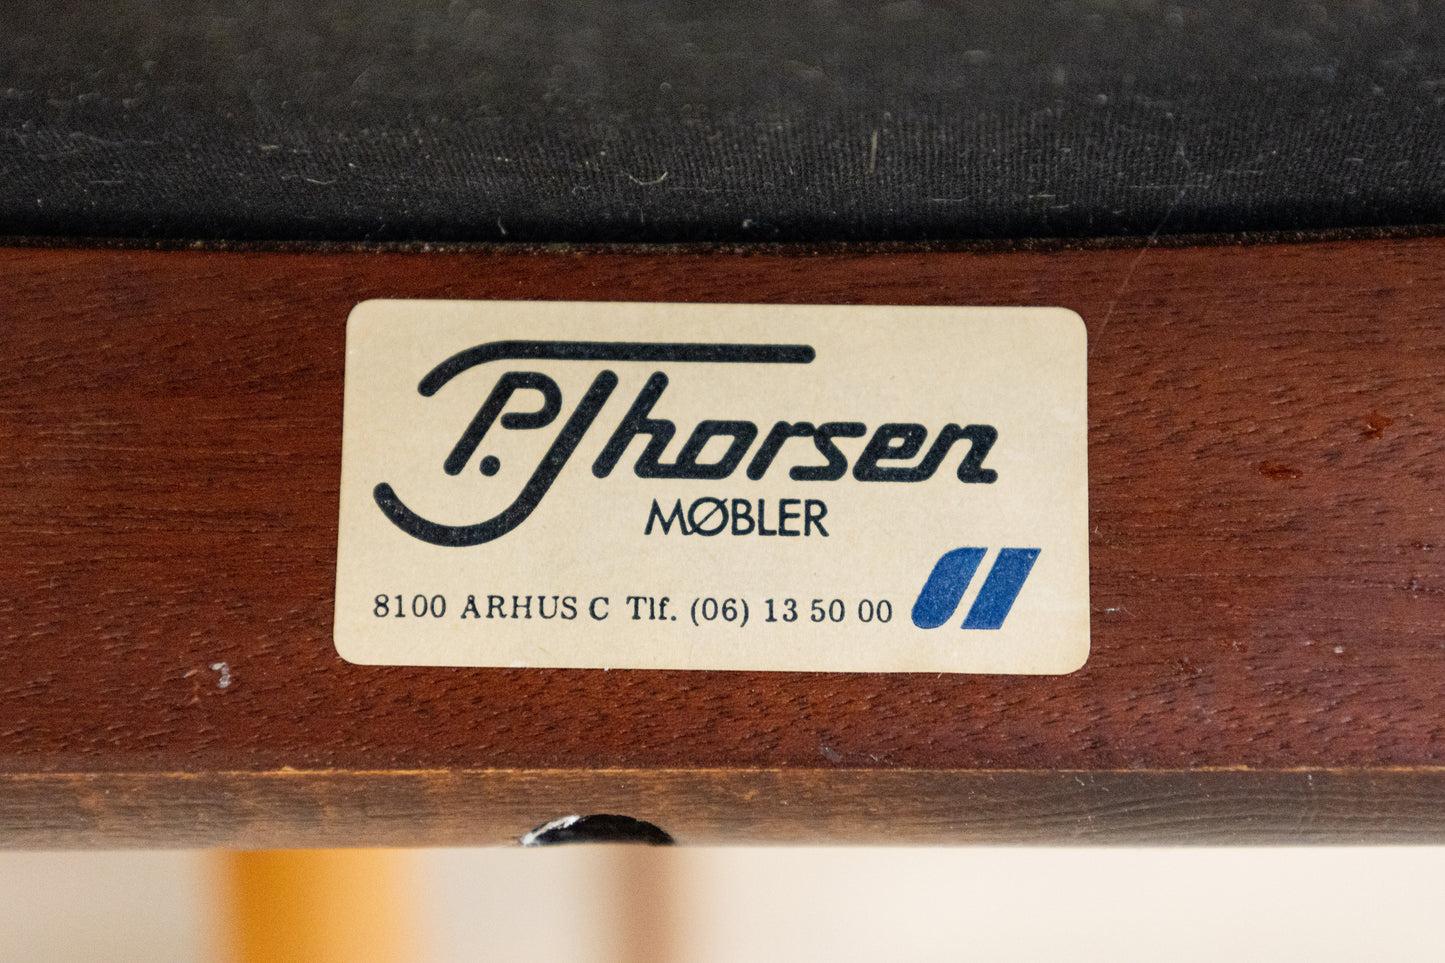 P. Thorsen
MØBLER
8100 ARHUS C Tlf. (06) 13 50 00